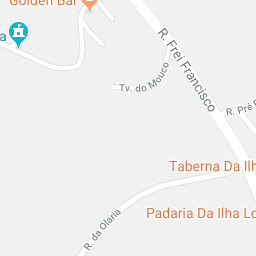 Golden Bar
a
R. Frei Francisco
Tv. do Mouco
R. Pré
Taberna Da Ilh
Padaria Da Ilha Lo
R. da Olaria